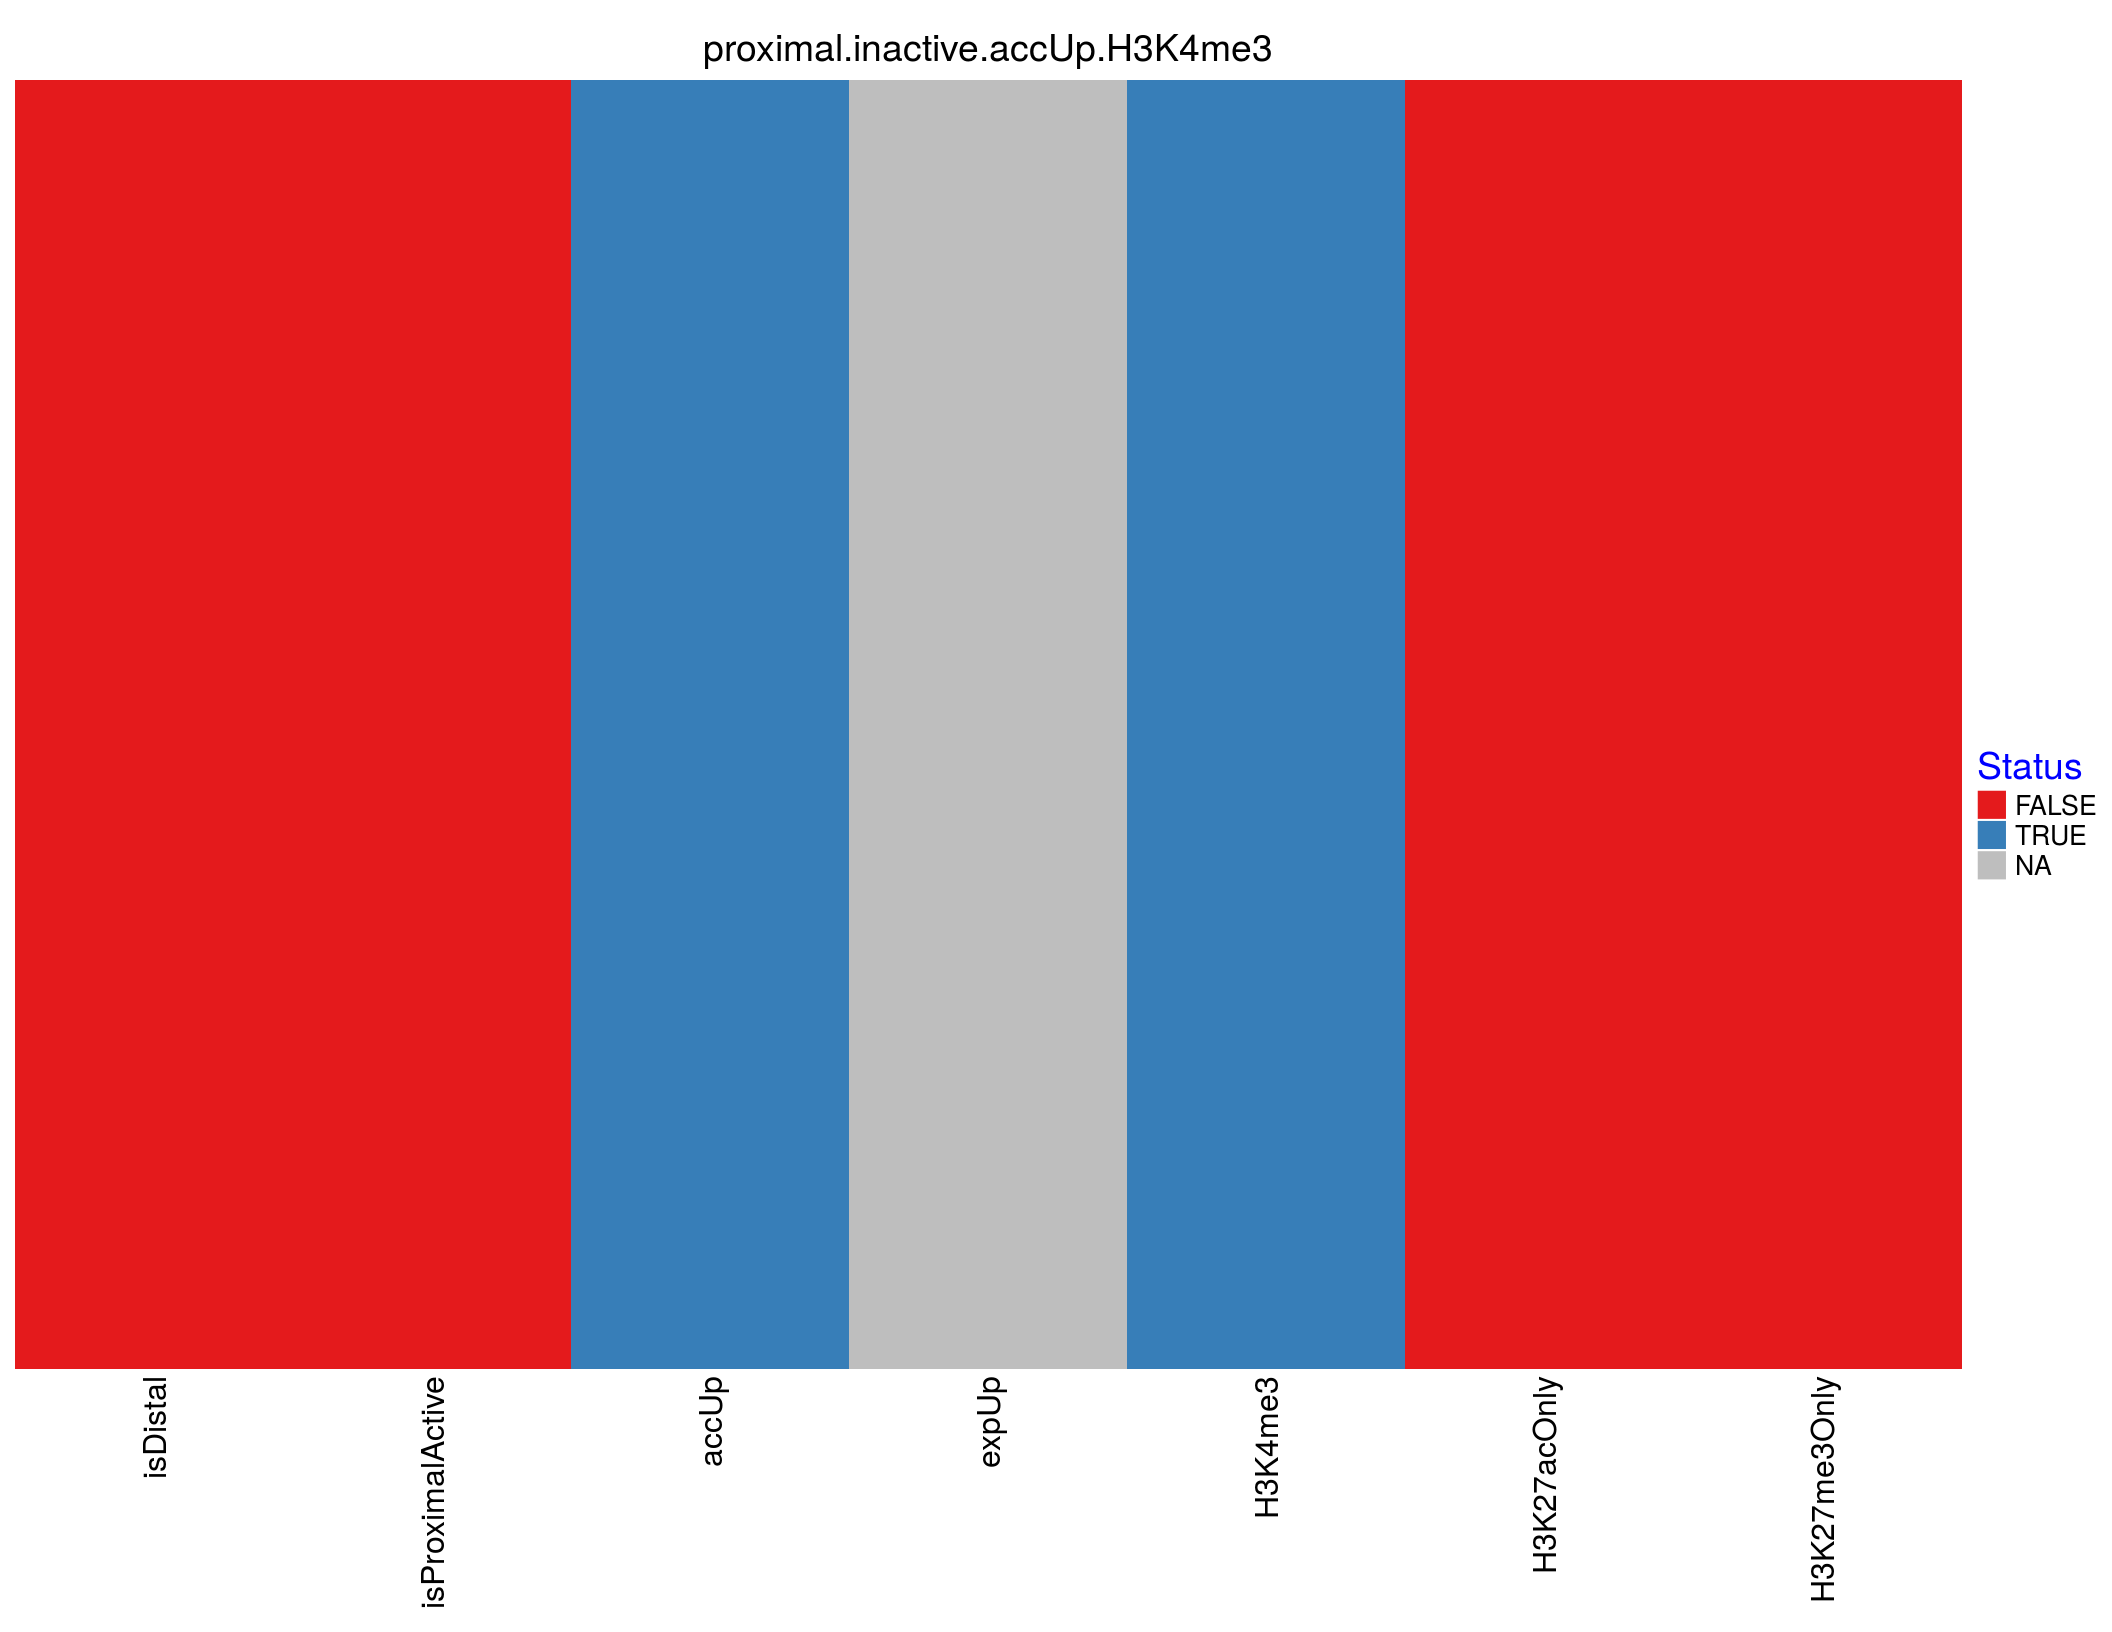 proximal.inactive.accUp.H3K4me3
Status
FALSE
TRUE
NA
isDistal
isProximalActive
accUp
expUp
H3K4me3
H3K27acOnly
H3K27me3Only